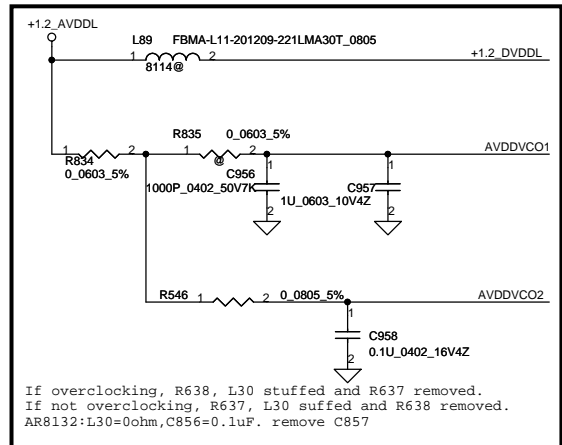 +1.2_AVDDL
L89 FBMA-L11-201209-221LMA30T_0805
1 2
8114@
+1.2_DVDDL
R835 0_0603_5%
AVDDVCO1
1 2 1 2
R834
0_0603_5%
@
C956
1000P_0402_50V7K
1
2
C957
1U_0603_10V4Z
1
2
R546 1 2 0_0805_5%
AVDDVCO2
1
C958
0.1U_0402_16V4Z
2
If overclocking, R638, L30 stuffed and R637 removed.
If not overclocking, R637, L30 suffed and R638 removed.
AR8132:L30=0ohm,C856=0.1uF. remove C857